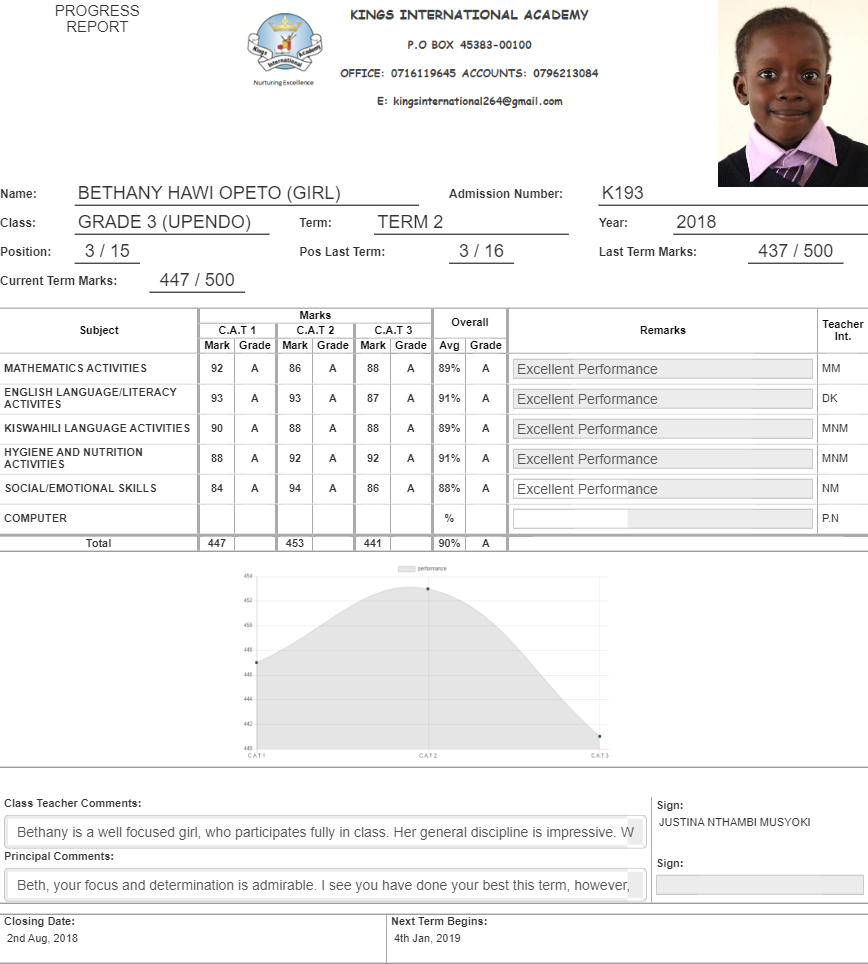 PROGRESS
REPORT
KINGS INTERNATIONAL ACADEMY
P.O BOX 45383-00100
OFFICE: 0716119645 ACCOUNTS: 0796213084
E: kingsinternational264@gmail.com
Kings Academy
International
Nurturing Excellence
Name: BETHANY HAWI OPETO (GIRL) Admission Number: K193
Class: GRADE 3 (UPENDO) Term: TERM 2 Year: 2018
Position: 3 / 15 Pos Last Term: 3 / 16 Last Term Marks: 437 / 500
Current Term Marks: 447 / 500
Subject Marks Overall Remarks Teacher Int.
C.A.T 1 C.A.T 2 C.A.T 3
Mark Grade Mark Grade Mark Grade Avg Grade
MATHEMATICS ACTIVITIES 92 A 86 A 88 A 89% A Excellent Performance MM
ENGLISH LANGUAGE/LITERACY ACTIVITES 93 A 93 A 87 A 91% A Excellent Performance DK
KISWAHILI LANGUAGE ACTIVITIES 90 A 88 A 88 A 89% A Excellent Performance MNM
HYGIENE AND NUTRITION ACTIVITIES 88 A 92 A 92 A 91% A Excellent Performance MNM
SOCIAL/EMOTIONAL SKILLS 84 A 94 A 86 A 88% A Excellent Performance NM
COMPUTER % P.N
Total 447 453 441 90% A
performance
454
452
450
448
446
444
442
440
CAT1 CAT2 CAT3
Class Teacher Comments:
Bethany is a well focused girl, who participates fully in class. Her general discipline is impressive. W
Sign:
JUSTINA NTHAMBI MUSYOKI
Principal Comments:
Beth, your focus and determination is admirable. I see you have done your best this term, however,
Sign:
Closing Date: Next Term Begins:
2nd Aug, 2018 4th Jan, 2019